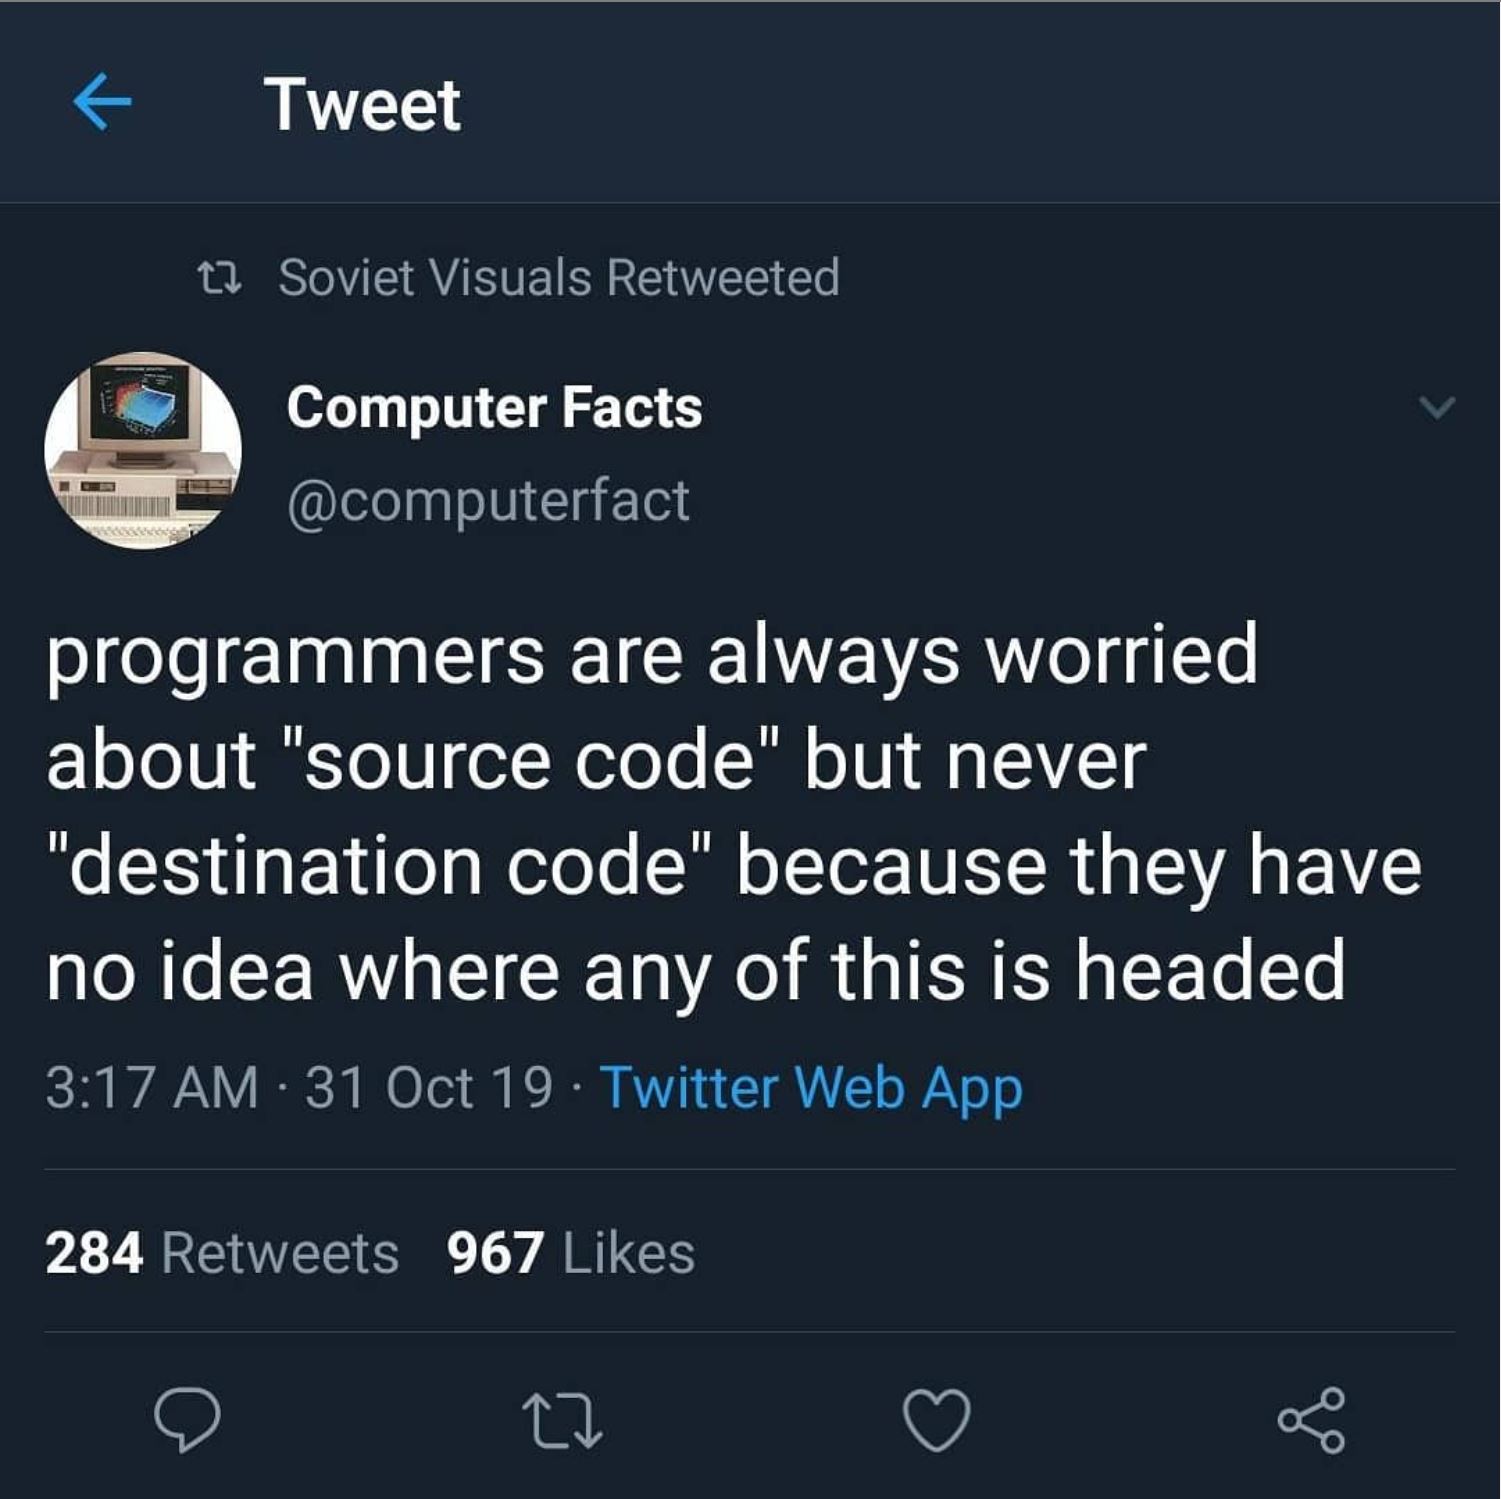 Tweet
Soviet Visuals Retweeted
Computer Facts
@computerfact
programmers are always worried
about "source code" but never
"destination code" because they have
no idea where any of this is headed
3:17 AM · 31 Oct 19 · Twitter Web App
284 Retweets 967 Likes